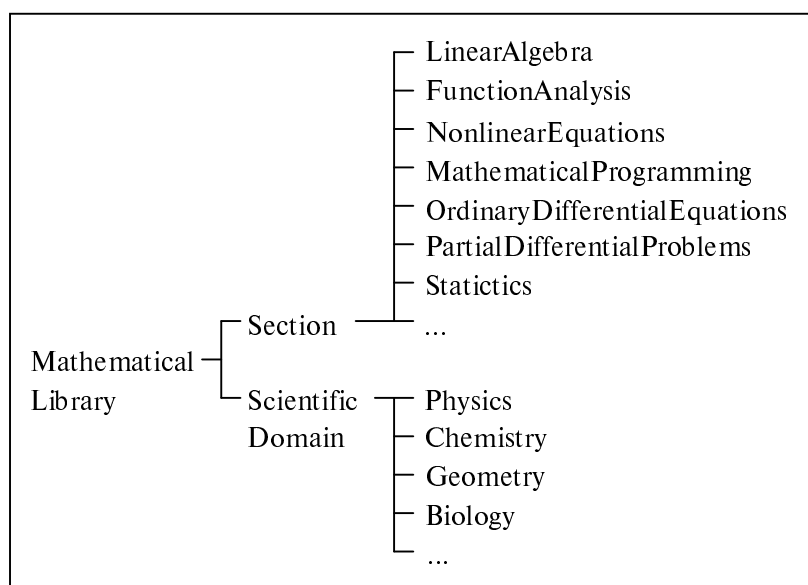 LinearAlgebra
FunctionAnalysis
NonlinearEquations
MathematicalProgramming
OrdinaryDifferentialEquations
PartialDifferentialProblems
Statictics
...
Section
Mathematical
Library
Scientific
Domain
Physics
Chemistry
Geometry
Biology
...